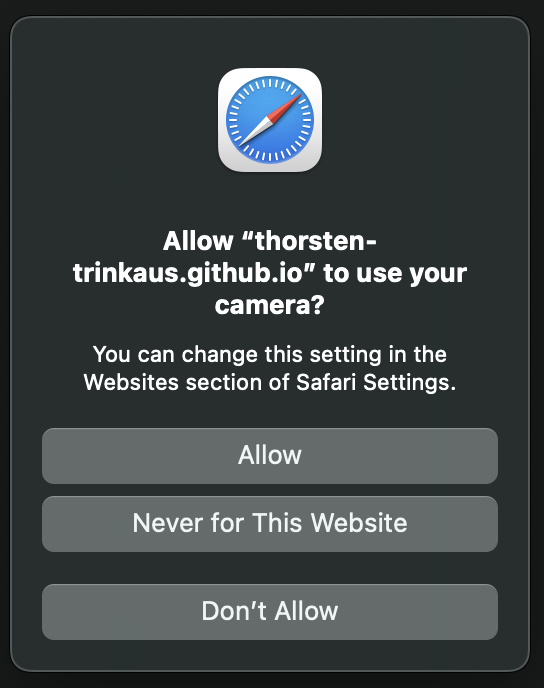 Allow “thorsten-
trinkaus.github.io” to use your
camera?
You can change this setting in the
Websites section of Safari Settings.
Allow
Never for This Website
Don’t Allow